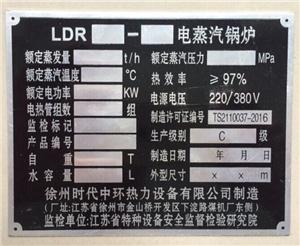 LDR - 电蒸汽锅炉
额定蒸发量 t/h 额定蒸汽压力 MPa
额定蒸汽温度 ℃ 热效率 ≥97%
额定电功率 KW 电源电压 220/380V
电热管组数 组 制造许可证编号 TS2110037-2016
监检标记 生产级别 C 级
产品编号 制造日期 年 月 日
自重 T 外型尺寸 × × m
水容量 L
徐州时代中环热力设备有限公司制造
(厂址:江苏省徐州市金山桥开发区下淀路煤机厂东侧)
监检单位:江苏省特种设备安全监督检验研究院